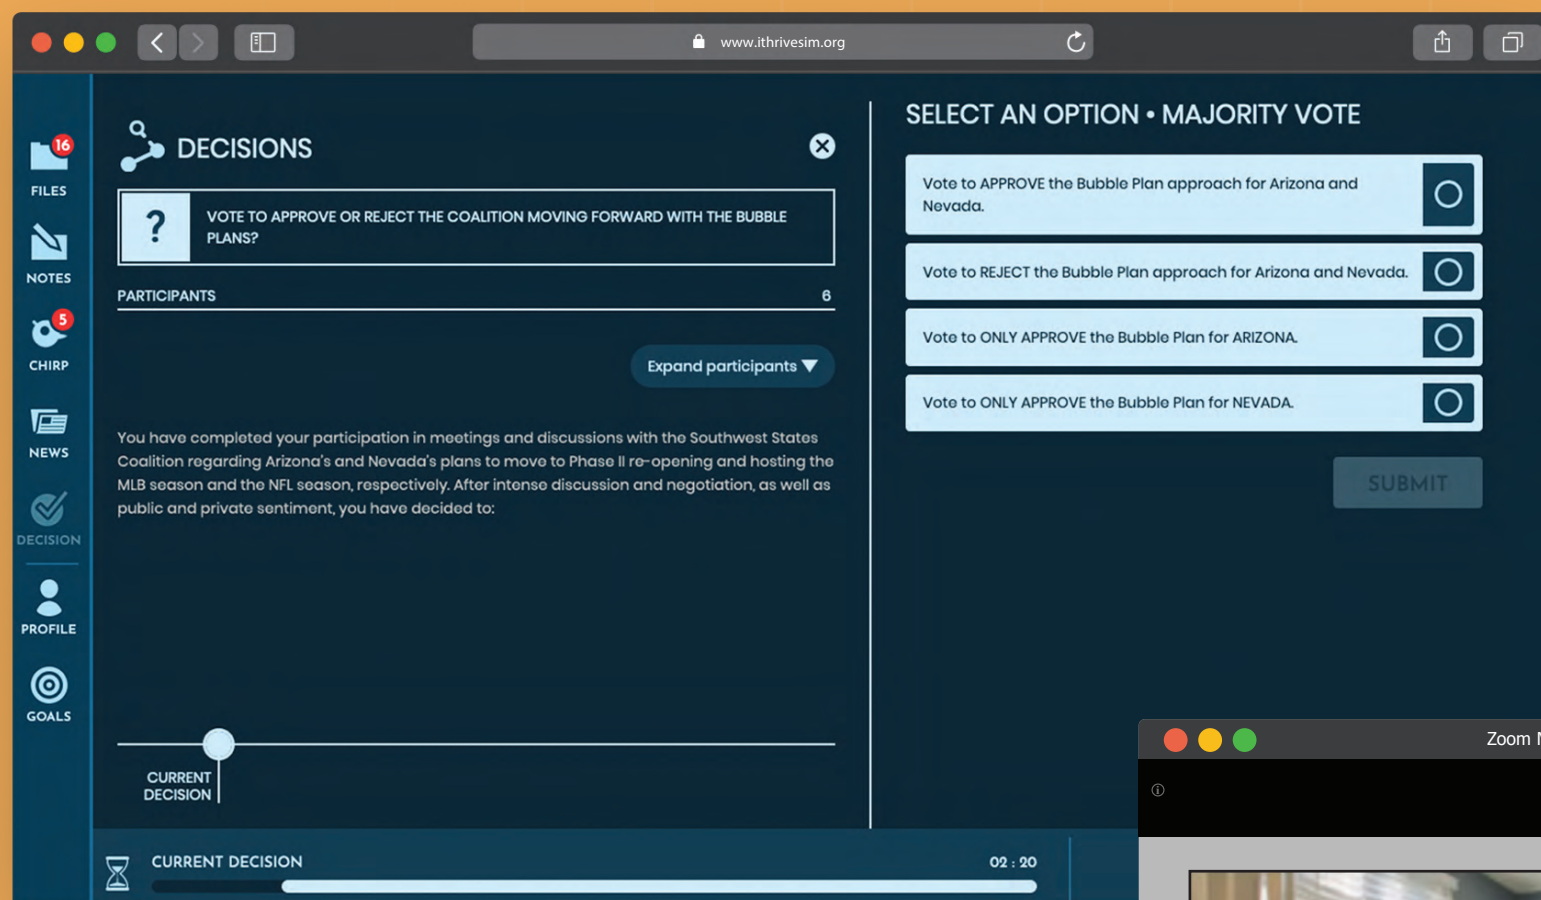 www.ithrivesim.org
16
FILES
NOTES
5
CHIRP
NEWS
DECISION
PROFILE
GOALS
DECISIONS
?
VOTE TO APPROVE OR REJECT THE COALITION MOVING FORWARD WITH THE BUBBLE
PLANS?
PARTICIPANTS 6
Expand participants
You have completed your participation in meetings and discussions with the Southwest States
Coalition regarding Arizona's and Nevada's plans to move to Phase II re-opening and hosting the
MLB season and the NFL season, respectively. After intense discussion and negotiation, as well as
public and private sentiment, you have decided to:
CURRENT
DECISION
CURRENT DECISION 02 : 20
SELECT AN OPTION • MAJORITY VOTE
Vote to APPROVE the Bubble Plan approach for Arizona and
Nevada.
Vote to REJECT the Bubble Plan approach for Arizona and Nevada.
Vote to ONLY APPROVE the Bubble Plan for ARIZONA.
Vote to ONLY APPROVE the Bubble Plan for NEVADA.
SUBMIT
Zoom